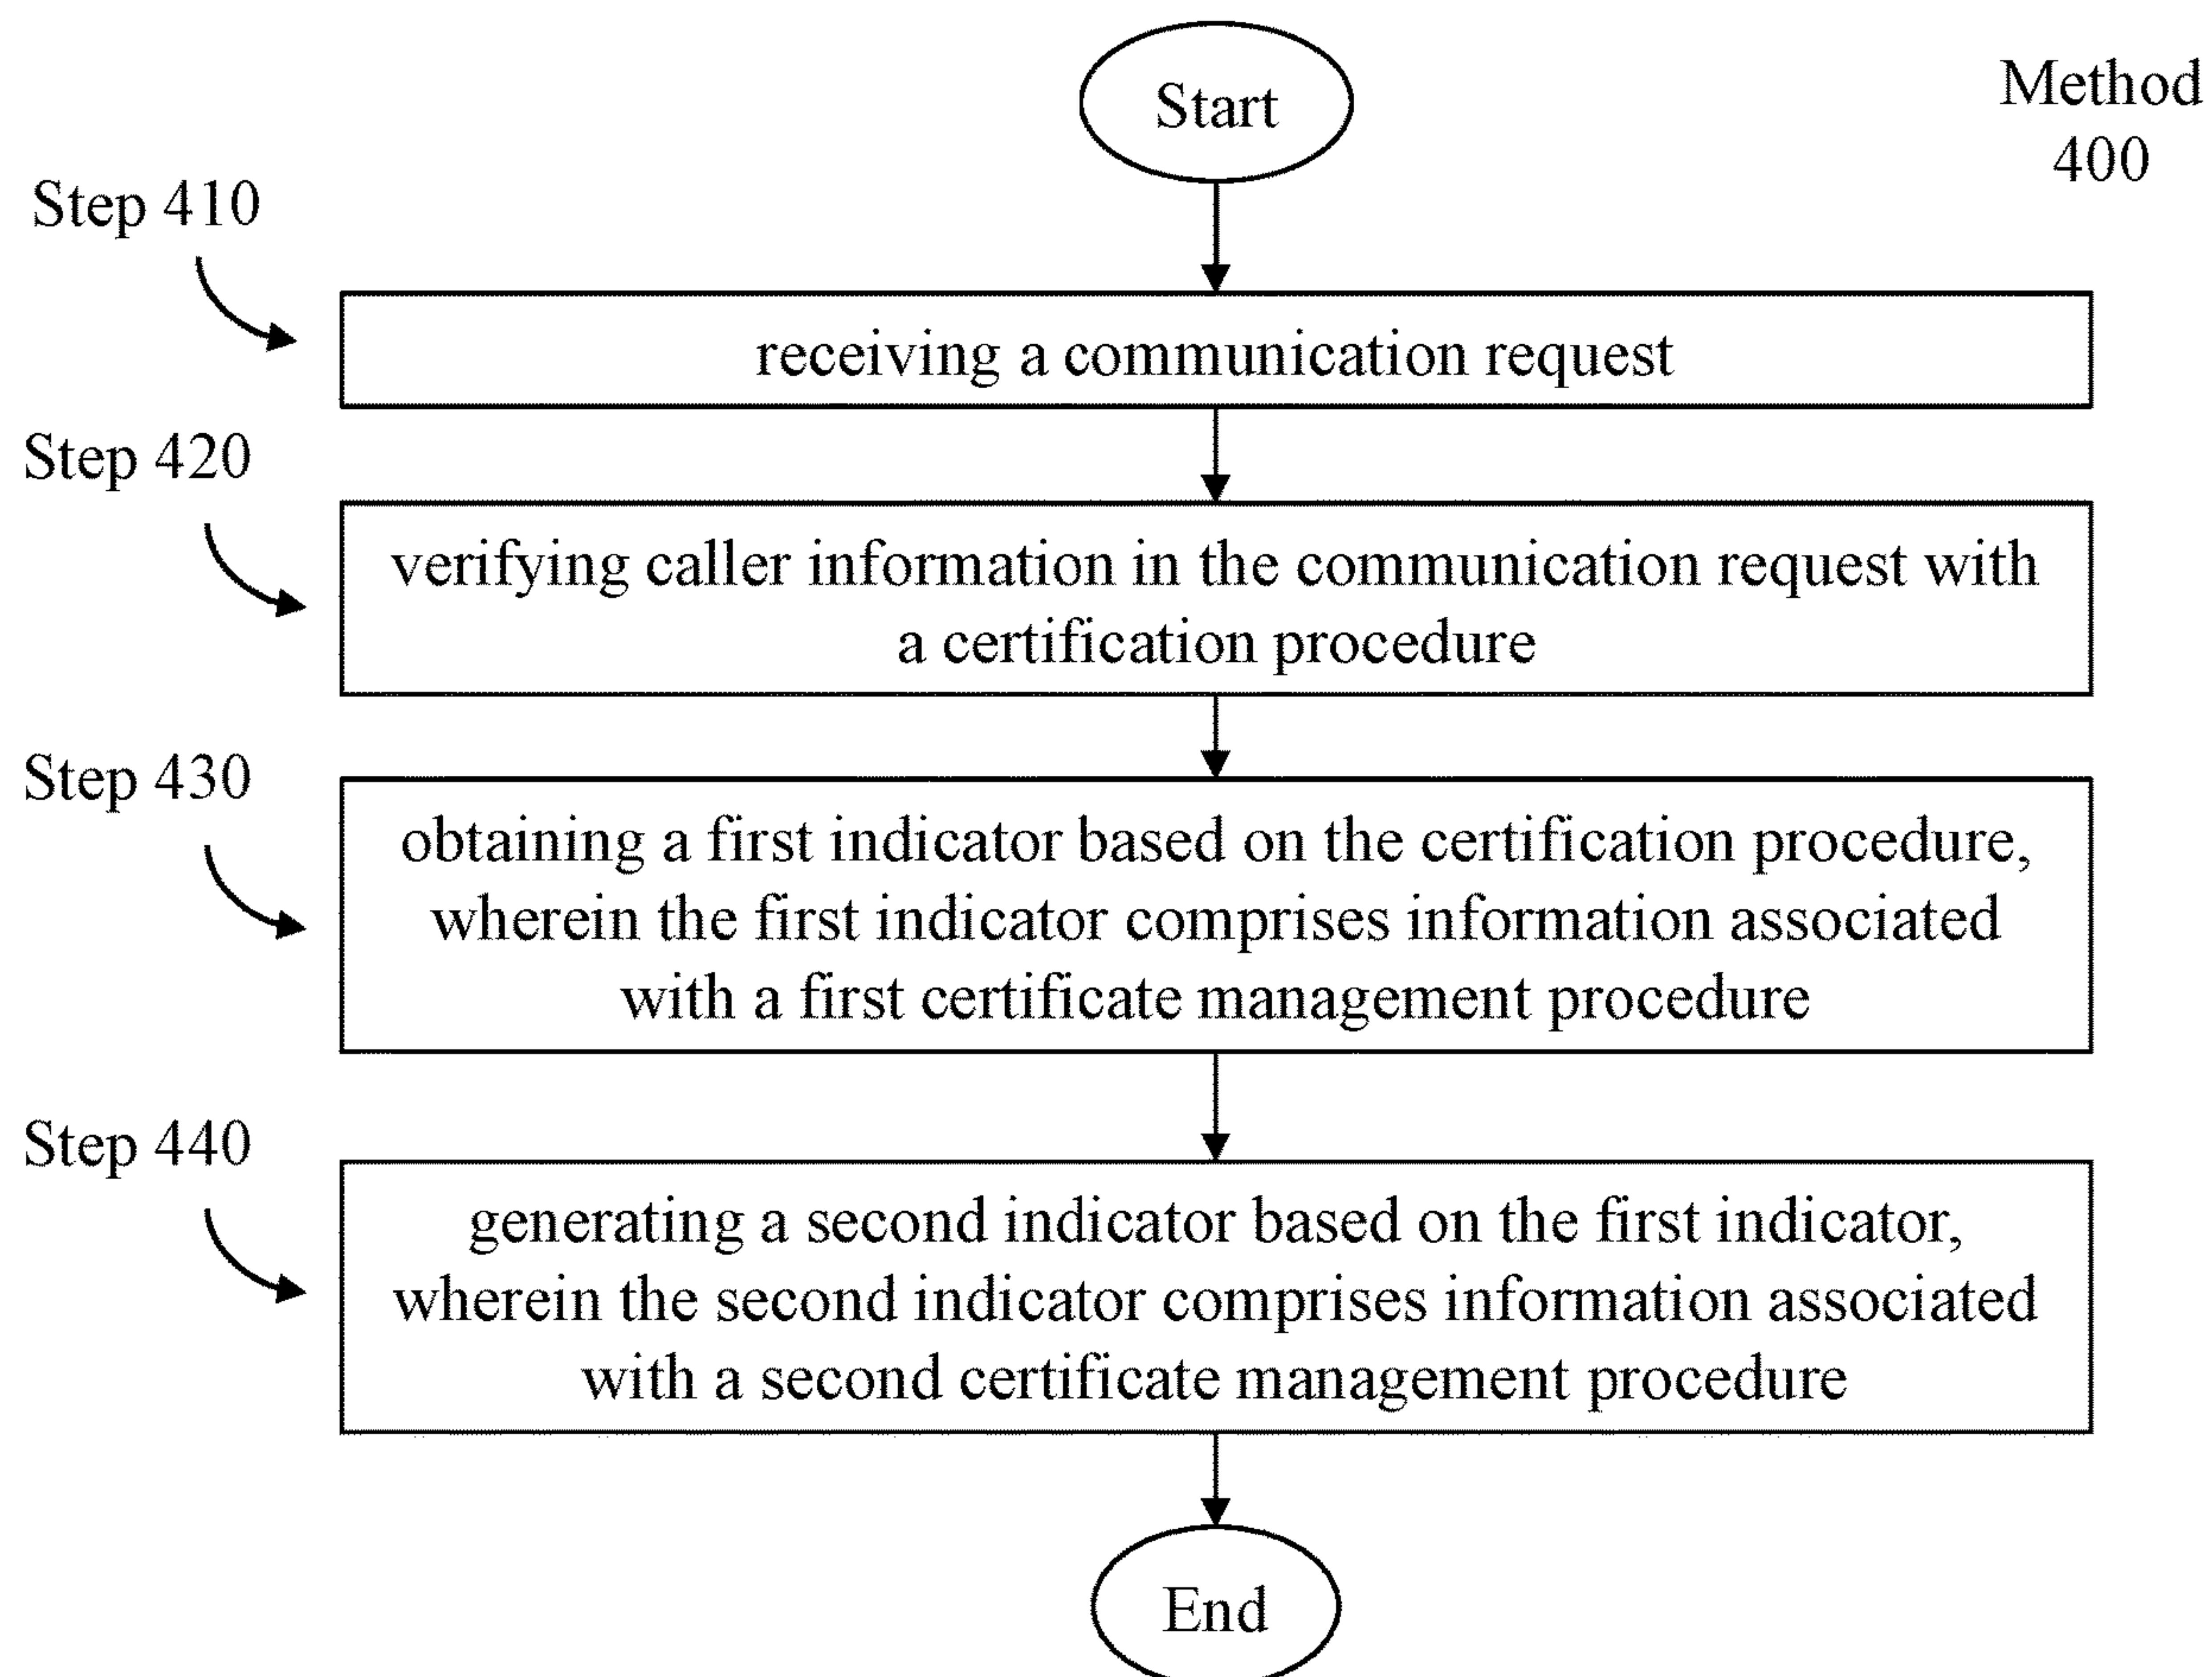 Start
Method
400
Step 410
receiving a communication request
Step 420
verifying caller information in the communication request with
a certification procedure
Step 430
obtaining a first indicator based on the certification procedure,
wherein the first indicator comprises information associated
with a first certificate management procedure
Step 440
generating a second indicator based on the first indicator,
wherein the second indicator comprises information associated
with a second certificate management procedure
End